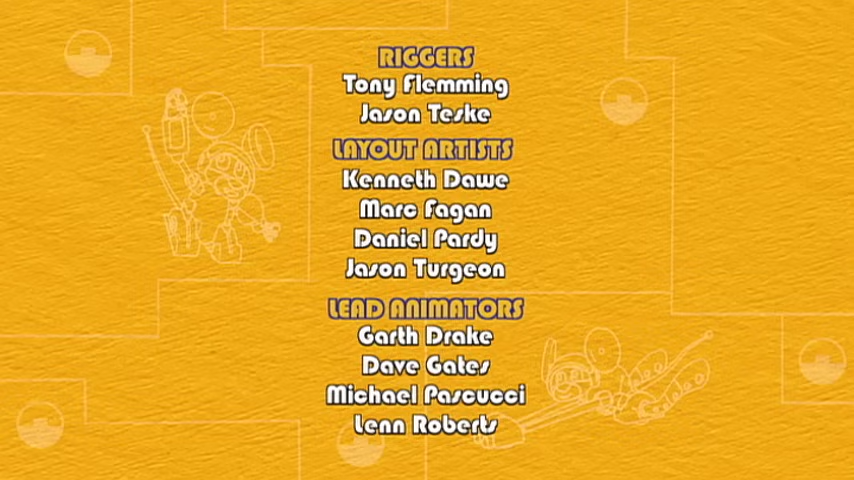 RIGGERS
Tony Flemming
Jason Teske
LAYOUT ARTISTS
Kenneth Dawe
Marc Fagan
Daniel Pardy
Jason Turgeon
LEAD ANIMATORS
Garth Drake
Dave Gates
Michael Pascucci
Lenn Roberts